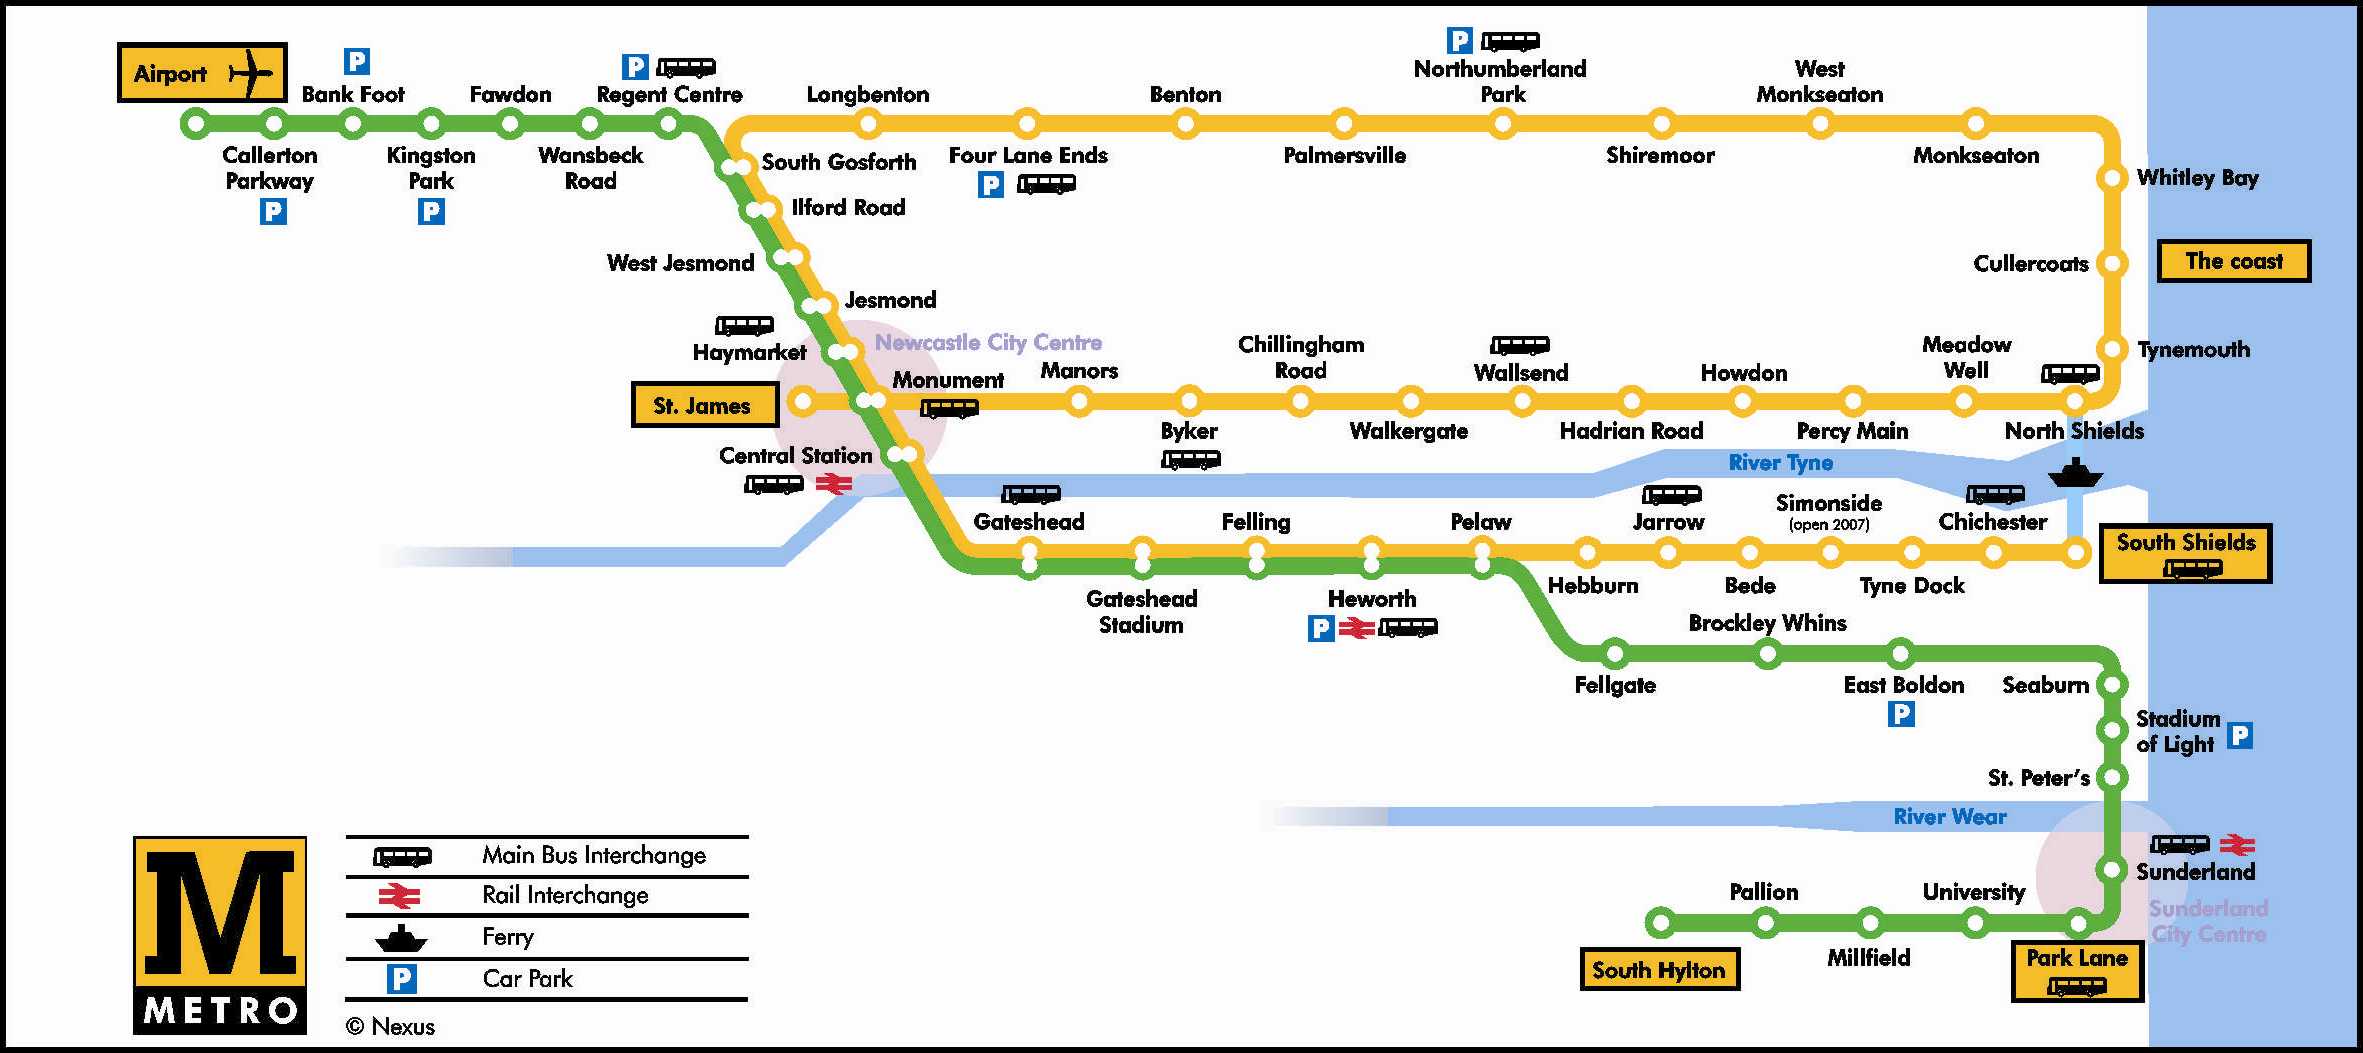 Airport
P
Bank Foot
Fawdon
P
Regent Centre
Longbenton
Benton
P
Northumberland
Park
West
Monkseaton
Callerton
Parkway
P
Kingston
Park
P
Wansbeck
Road
South Gosforth
Four Lane Ends
P
Palmersville
Shiremoor
Monkseaton
Whitley Bay
Ilford Road
West Jesmond
Cullercoats
The coast
Jesmond
Haymarket
Newcastle City Centre
Monument
Manors
Chillingham
Road
Wallsend
Howdon
Meadow
Well
Tynemouth
St. James
Byker
Walkergate
Hadrian Road
Percy Main
North Shields
Central Station
River Tyne
Gateshead
Felling
Pelaw
Jarrow
Simonside
(open 2007)
Chichester
South Shields
Gateshead
Stadium
Heworth
P
Hebburn
Bede
Tyne Dock
Brockley Whins
Fellgate
East Boldon
P
Seaburn
Stadium
of Light
P
St. Peter's
River Wear
Sunderland
Sunderland
City Centre
Pallion
University
South Hylton
Millfield
Park Lane
M
METRO
Main Bus Interchange
Rail Interchange
Ferry
P
Car Park
© Nexus